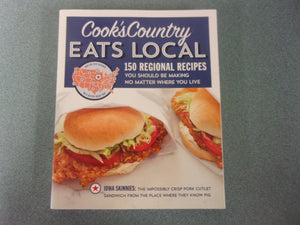 Cook's Country
EATS LOCAL
150 REGIONAL RECIPES
YOU SHOULD BE MAKING
NO MATTER WHERE YOU LIVE
IOWA SKINNIES: THE IMPOSSIBLY CRISP PORK CUTLET
SANDWICH FROM THE PLACE WHERE THEY KNOW PIG